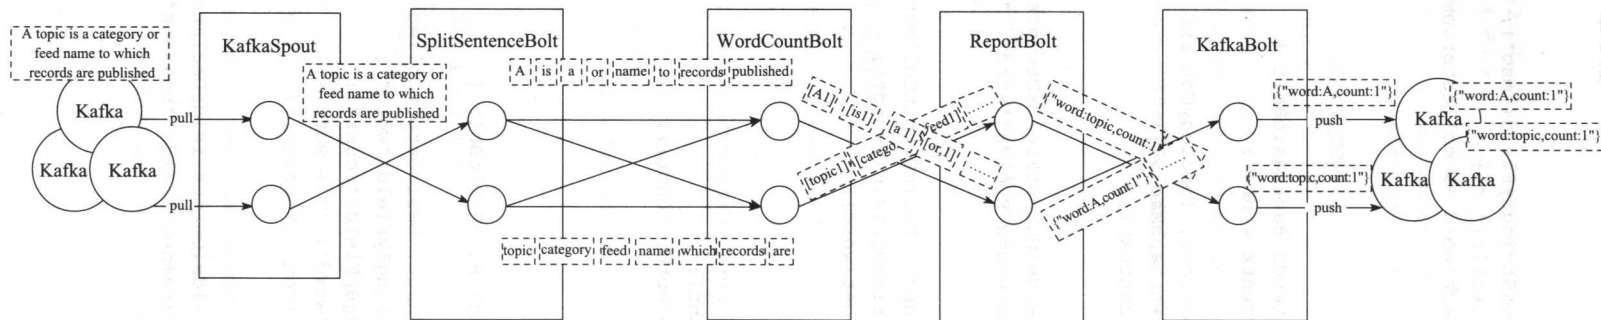 A topic is a category or
feed name to which
records are published
Kafka
Kafka
Kafka
pull
pull
KafkaSpout
A topic is a category or
feed name to which
records are published
SplitSentenceBolt
A is a or name to records published
topic category feed name which records are
WordCountBolt
[A1] [is1] [a 1] [or,1] ......
[topic1] [catego feed1] ......
ReportBolt
{"word:topic,count:1" ......
{"word:A,count:1"} ......
KafkaBolt
{"word:A,count:1"}
push
{"word:topic,count:1"}
push
Kafka
{"word:A,count:1"}
{"word:topic,count:1"}
Kafka
Kafka